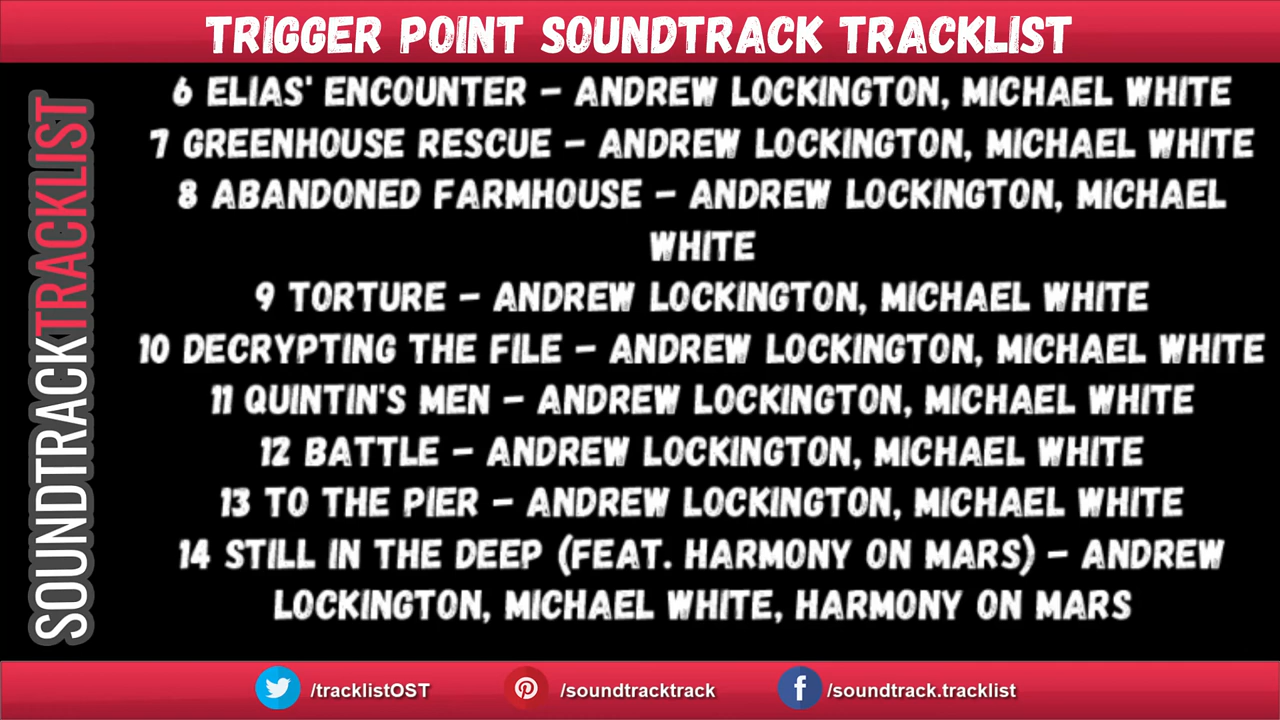 TRIGGER POINT SOUNDTRACK TRACKLIST
SOUNDTRACKTRACKLIST
6 ELIAS' ENCOUNTER – ANDREW LOCKINGTON, MICHAEL WHITE
7 GREENHOUSE RESCUE – ANDREW LOCKINGTON, MICHAEL WHITE
8 ABANDONED FARMHOUSE – ANDREW LOCKINGTON, MICHAEL
WHITE
9 TORTURE – ANDREW LOCKINGTON, MICHAEL WHITE
10 DECRYPTING THE FILE – ANDREW LOCKINGTON, MICHAEL WHITE
11 QUINTIN'S MEN – ANDREW LOCKINGTON, MICHAEL WHITE
12 BATTLE – ANDREW LOCKINGTON, MICHAEL WHITE
13 TO THE PIER – ANDREW LOCKINGTON, MICHAEL WHITE
14 STILL IN THE DEEP (FEAT. HARMONY ON MARS) – ANDREW
LOCKINGTON, MICHAEL WHITE, HARMONY ON MARS
/tracklistOST /soundtracktrack /soundtrack.tracklist